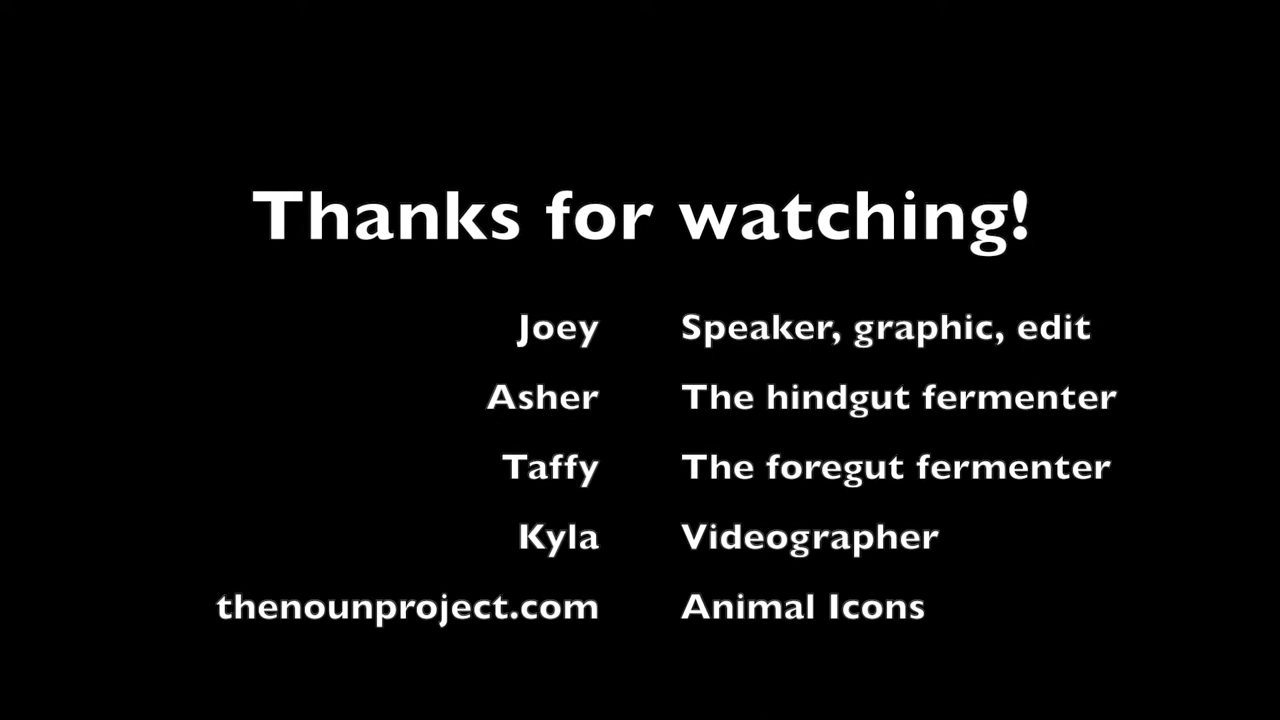 Thanks for watching!
Joey Speaker, graphic, edit
Asher The hindgut fermenter
Taffy The foregut fermenter
Kyla Videographer
thenounproject.com Animal Icons